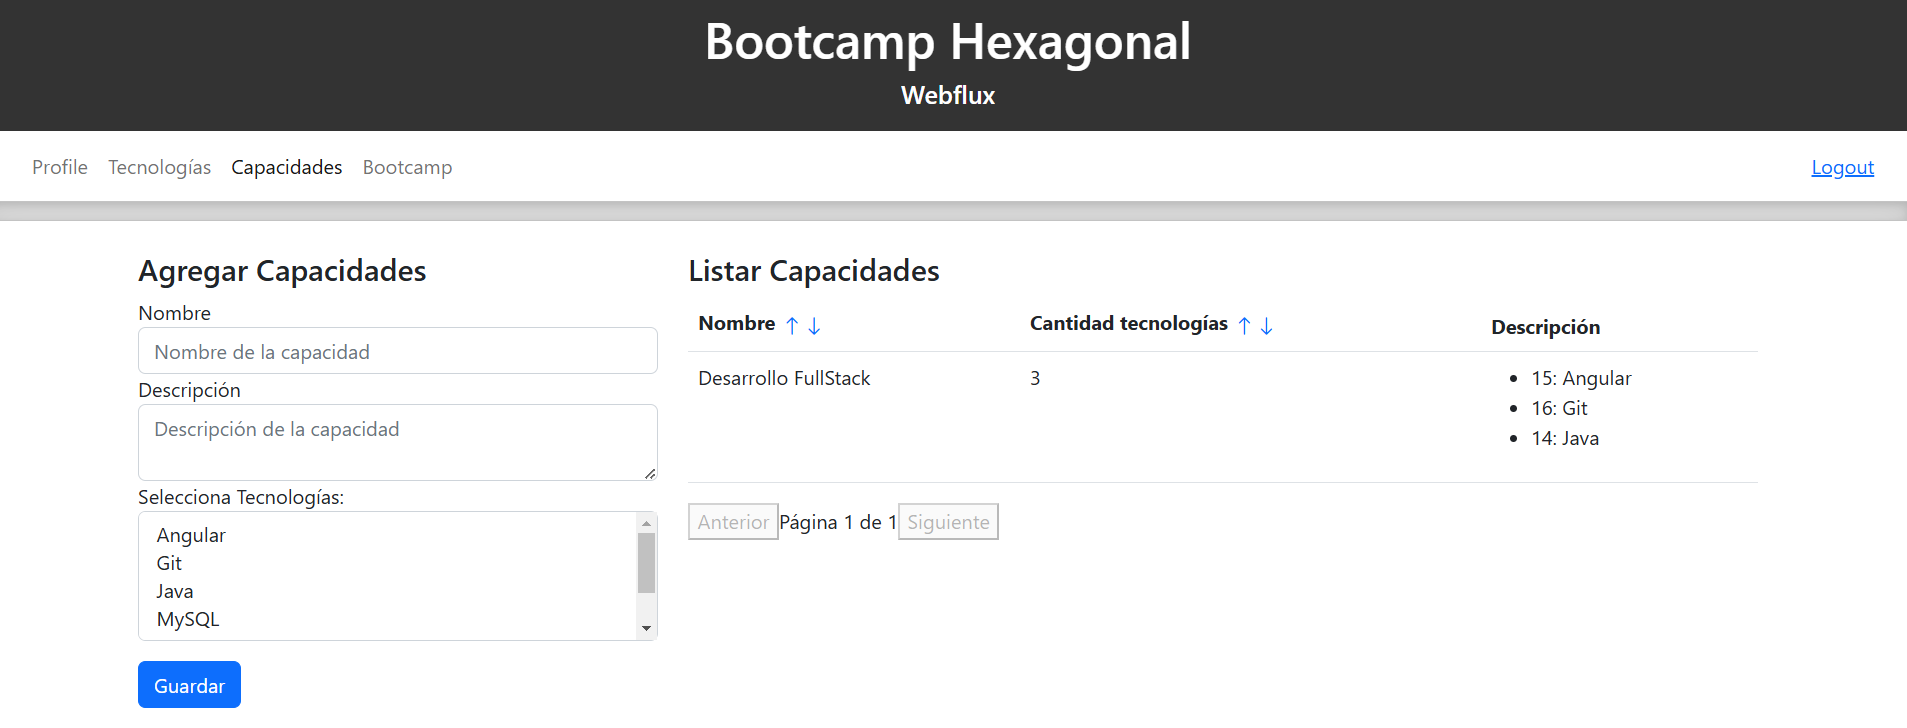 Bootcamp Hexagonal
Webflux
Profile Tecnologías Capacidades Bootcamp Logout
Agregar Capacidades
Nombre
Nombre de la capacidad
Descripción
Descripción de la capacidad
Selecciona Tecnologías:
Angular
Git
Java
MySQL
Guardar
Listar Capacidades
Nombre ↑ ↓ Cantidad tecnologías ↑ ↓ Descripción
Desarrollo FullStack 3 • 15: Angular
• 16: Git
• 14: Java
Anterior Página 1 de 1 Siguiente